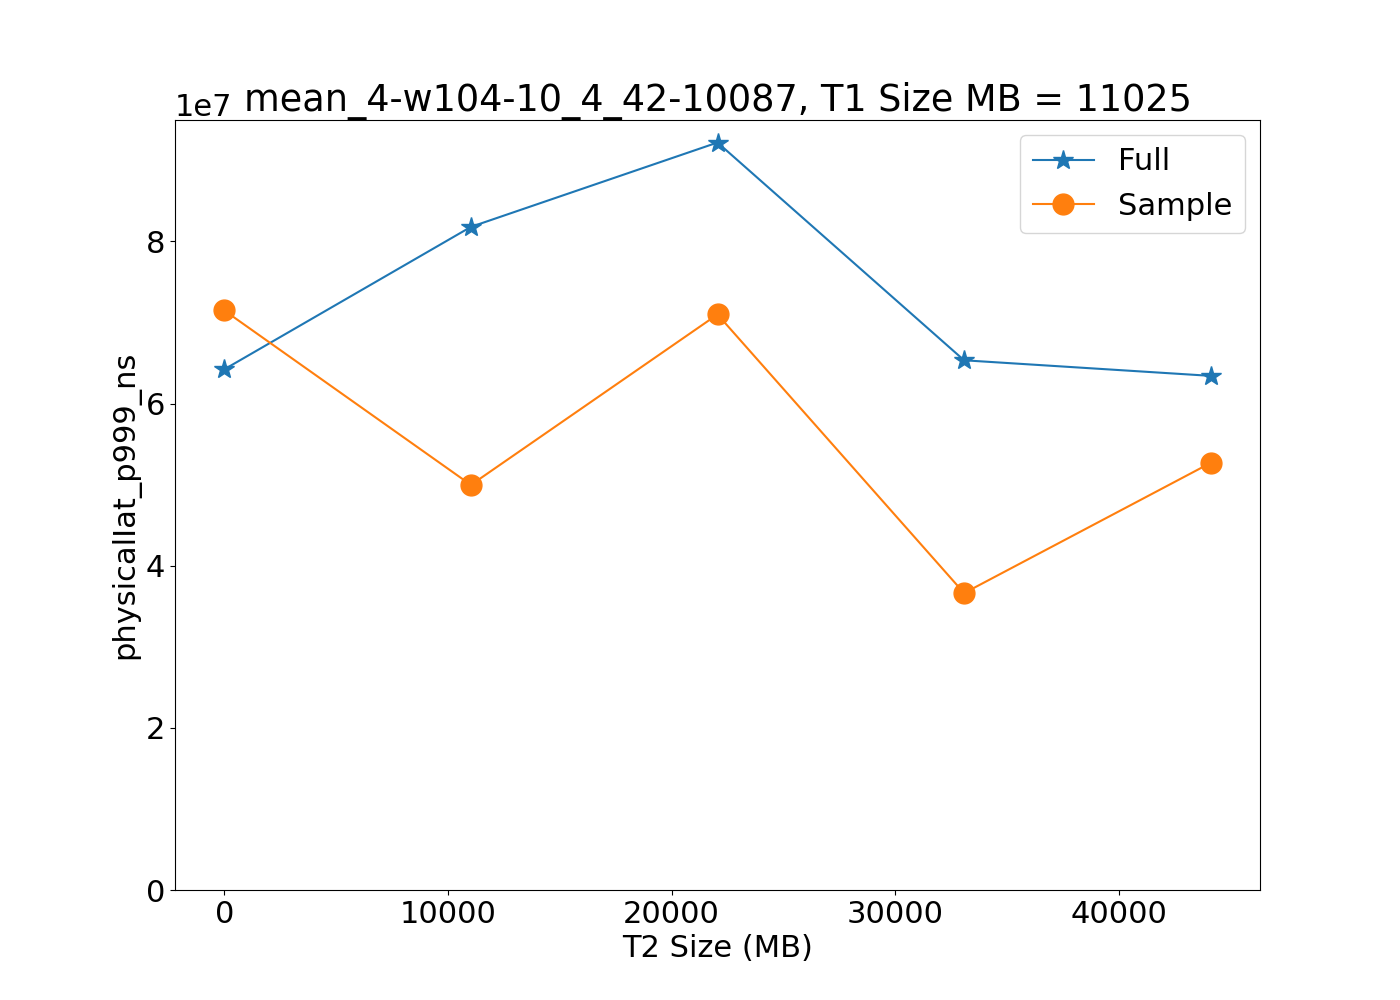 1e7 mean_4-w104-10_4_42-10087, T1 Size MB = 11025
Full
Sample
8
6
4
2
0
physicallat_p999_ns
0 10000 20000 30000 40000
T2 Size (MB)